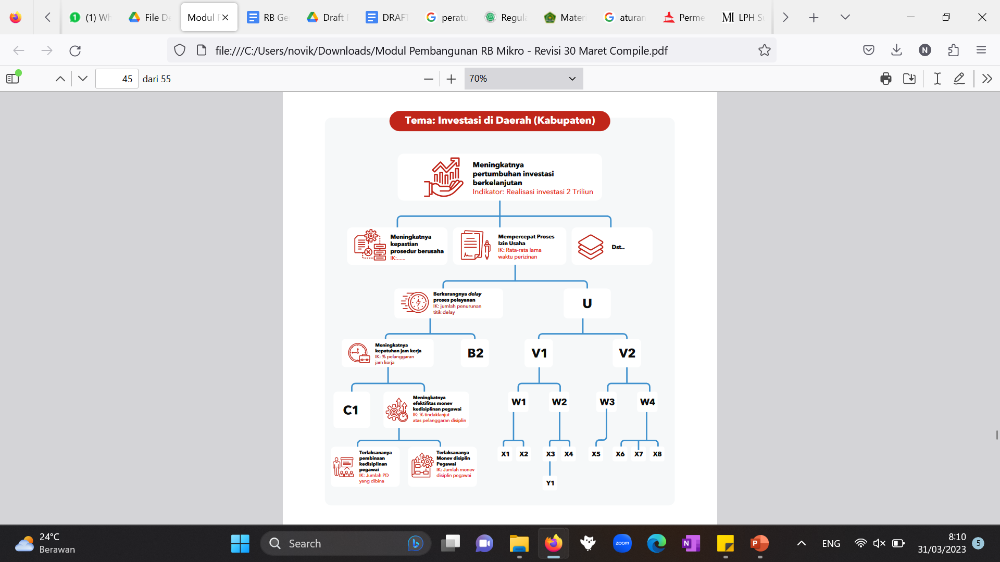 (1) Wh
File De
Modul P
RB Ge
Draft
DRAFT
peratu
Regula
Mater
aturan
Perme
LPH S
file:///C:/Users/novik/Downloads/Modul Pembangunan RB Mikro - Revisi 30 Maret Compile.pdf
N
45 dari 55
70%
Tema: Investasi di Daerah (Kabupaten)
Meningkatnya
pertumbuhan investasi
berkelanjutan
Indikator: Realisasi investasi 2 Triliun
Meningkatnya
kepastian
prosedur berusaha
IK:......
Mempercepat Proses
Izin Usaha
IK: Rata-rata lama
waktu perizinan
Dst..
Berkurangnya delay
proses pelayanan
IK: jumlah penurunan
titik delay
U
Meningkatnya
kepatuhan jam kerja
IK: % pelanggaran
jam kerja
B2
V1
V2
C1
Meningkatnya
efektifitas monev
kedisiplinan pegawai
IK: % tindaklanjut
atas pelanggaran disiplin
W1
W2
W3
W4
Terlaksananya
pembinaan
kedisiplinan
pegawai
IK: Jumlah PD
yang dibina
Terlaksananya
Monev disiplin
Pegawai
IK: Jumlah monev
disiplin pegawai
X1
X2
X3
X4
X5
X6
X7
X8
Y1
24°C
Berawan
Search
zoom
ENG
8:10
31/03/2023
5